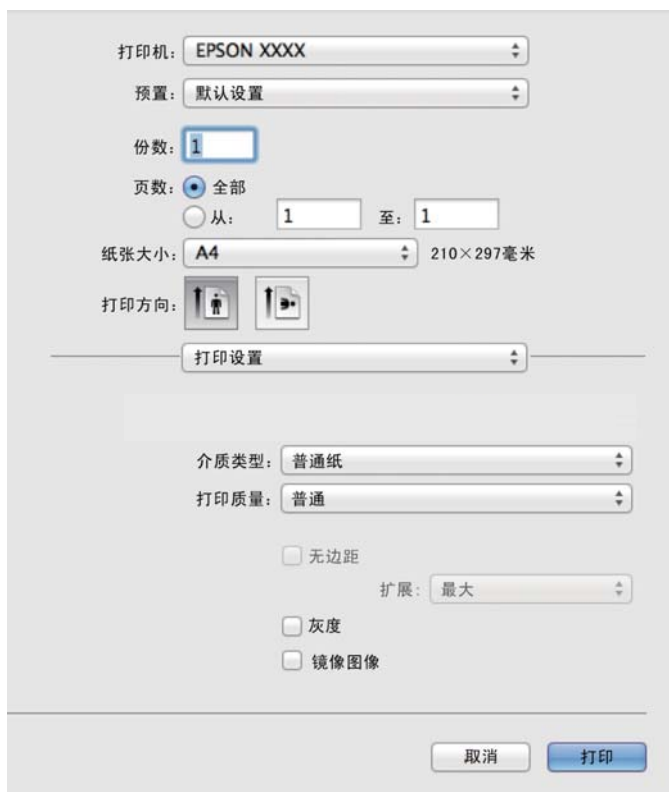 打印机： EPSON XXXX
预置： 默认设置
份数： 1
页数： 全部
从： 1 至： 1
纸张大小： A4 210×297毫米
打印方向：
打印设置
介质类型： 普通纸
打印质量： 普通
无边距
扩展： 最大
灰度
镜像图像
取消 打印